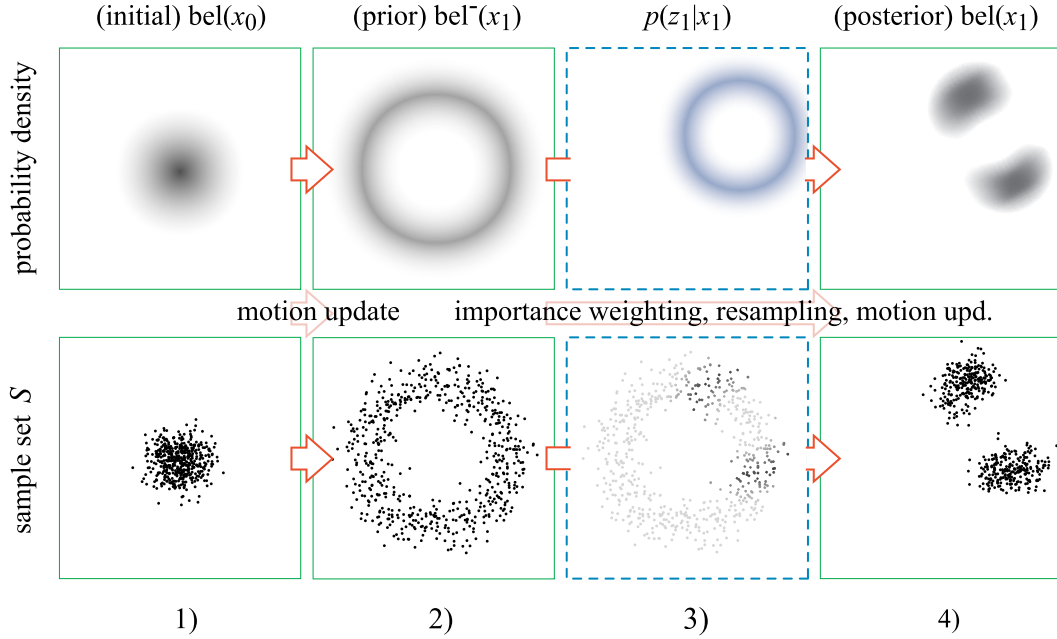 (initial) bel(x₀) (prior) bel⁻(x₁) p(z₁|x₁) (posterior) bel(x₁)
probability density
motion update importance weighting, resampling, motion upd.
sample set S
1) 2) 3) 4)